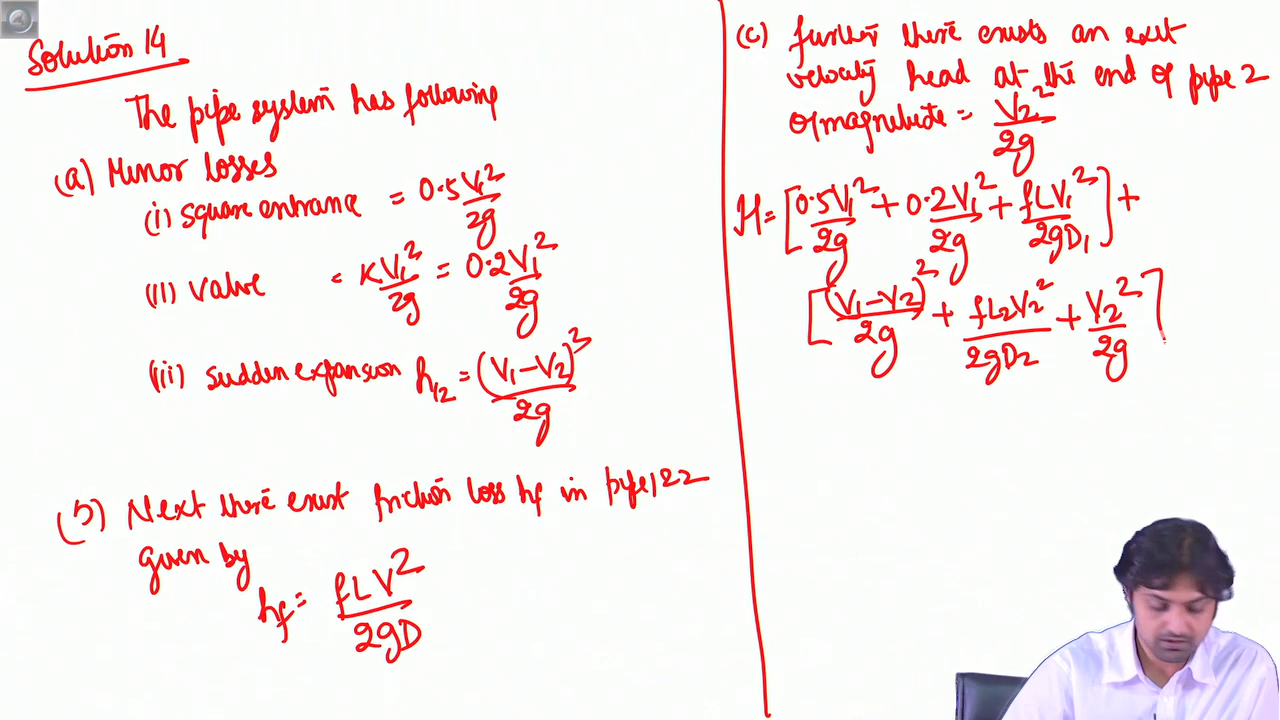 Solution 14
The pipe system has following
(a) Minor losses
(i) square entrance = 0.5V₁²/2g
(ii) valve = KV₁²/2g = 0.2V₁²/2g
(iii) sudden expansion h₁₂ = (V₁-V₂)²/2g
(b) Next there exist friction loss hf in pipe 1&2
given by
hf = fLV²/2gD
(c) further there exists an exit
velocity head at the end of pipe 2
of magnitude = V₂²/2g
H = [0.5V₁²/2g + 0.2V₁²/2g + fLV₁²/2gD₁] +
[(V₁-V₂)²/2g + fL₂V₂²/2gD₂ + V₂²/2g]